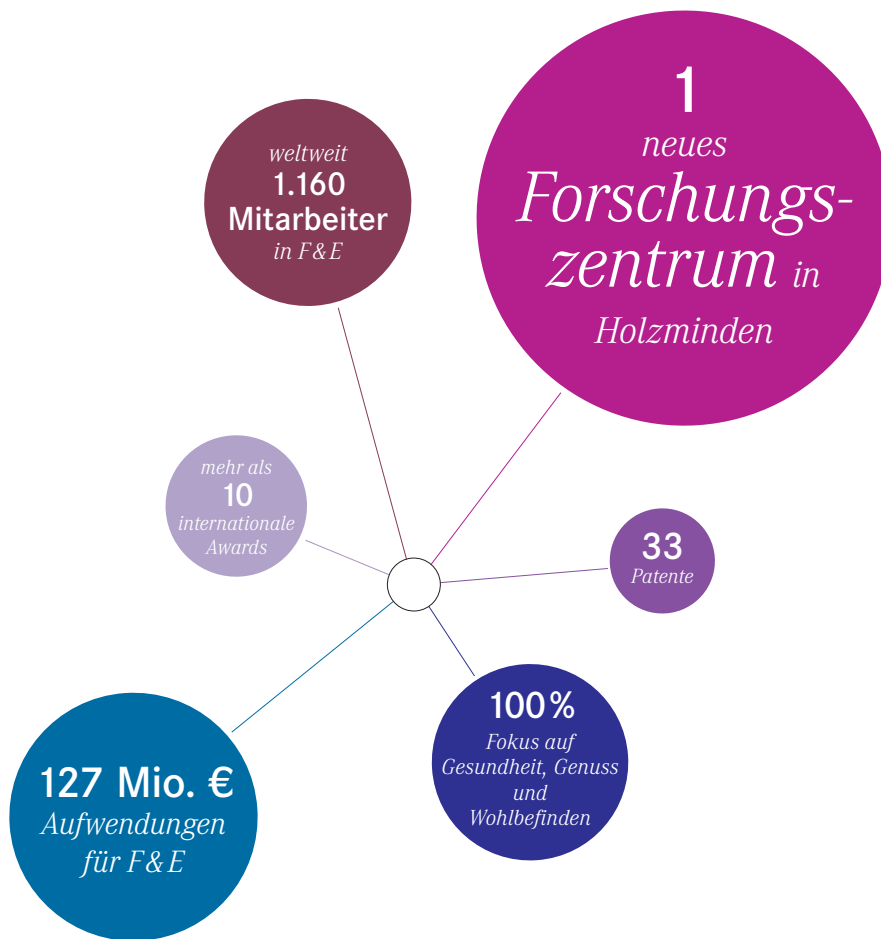 1
neues
Forschungs-
zentrum in
Holzminden
weltweit
1.160
Mitarbeiter
in F & E
mehr als
10
internationale
Awards
33
Patente
100 %
Fokus auf
Gesundheit, Genuss
und
Wohlbefinden
127 Mio. €
Aufwendungen
für F & E